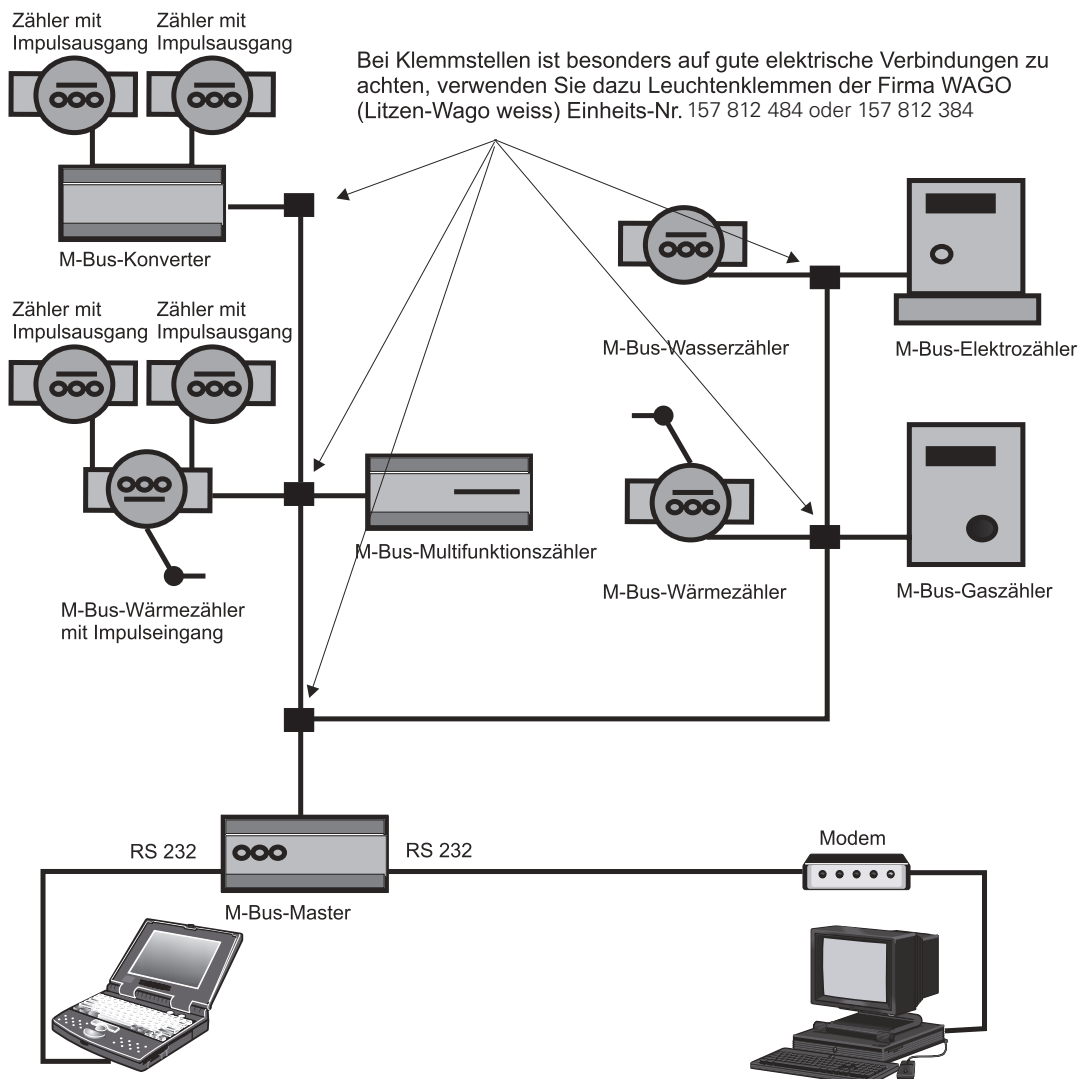 Zähler mit
Impulsausgang
Zähler mit
Impulsausgang
Bei Klemmstellen ist besonders auf gute elektrische Verbindungen zu
achten, verwenden Sie dazu Leuchtenklemmen der Firma WAGO
(Litzen-Wago weiss) Einheits-Nr. 157 812 484 oder 157 812 384
M-Bus-Konverter
Zähler mit
Impulsausgang
Zähler mit
Impulsausgang
M-Bus-Wasserzähler
M-Bus-Elektrozähler
M-Bus-Multifunktionszähler
M-Bus-Wärmezähler
mit Impulseingang
M-Bus-Wärmezähler
M-Bus-Gaszähler
RS 232
RS 232
Modem
M-Bus-Master